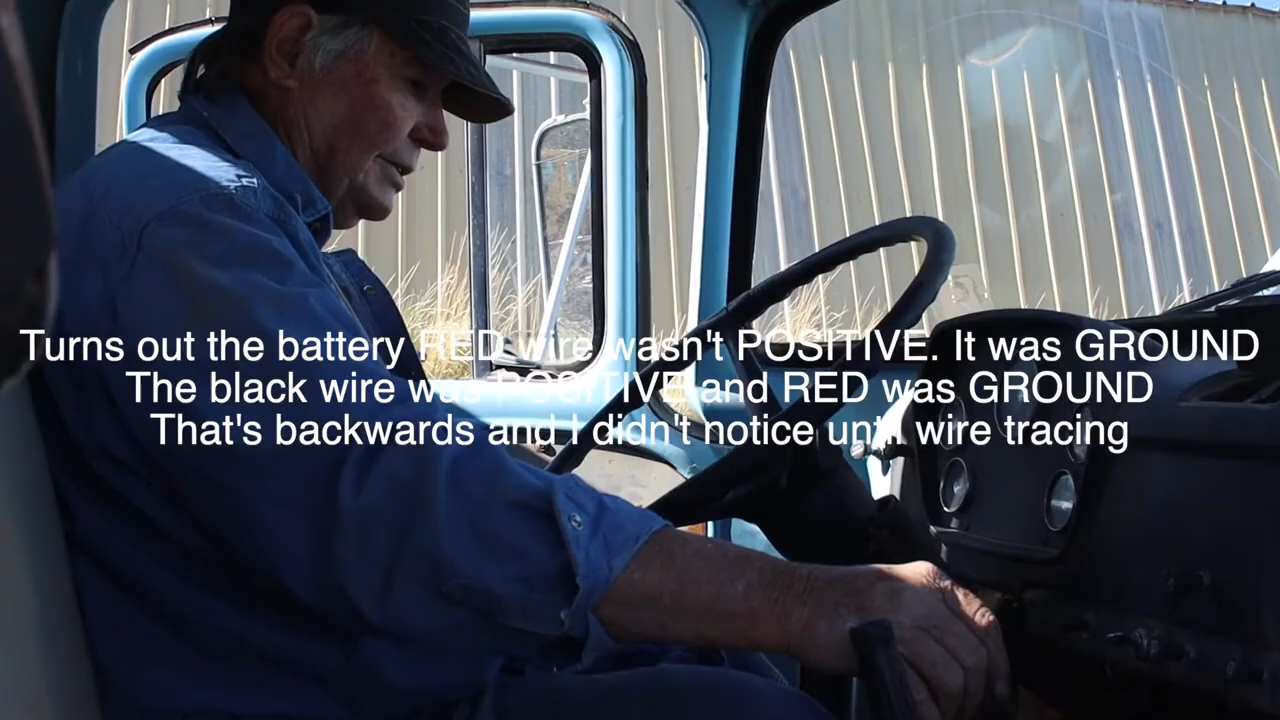 Turns out the battery RED wire wasn't POSITIVE. It was GROUND
The black wire was POSITIVE and RED was GROUND
That's backwards and I didn't notice until wire tracing